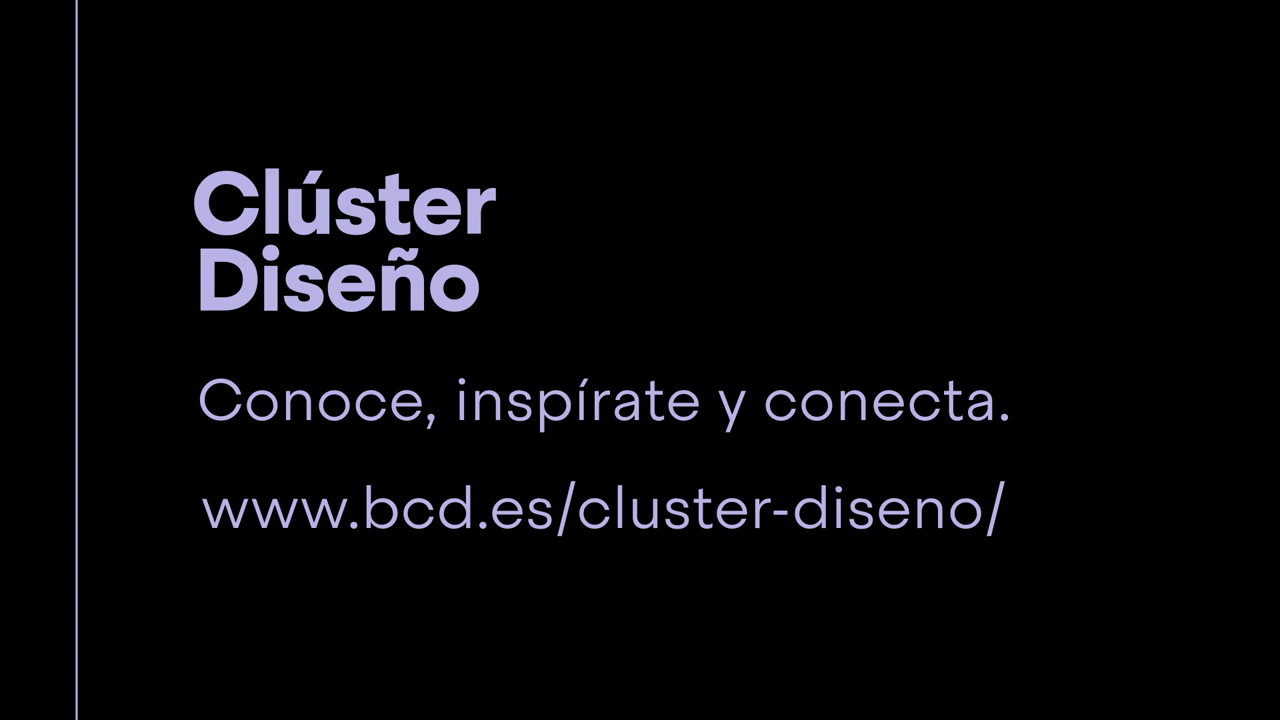 Clúster
Diseño
Conoce, inspírate y conecta.
www.bcd.es/cluster-diseno/